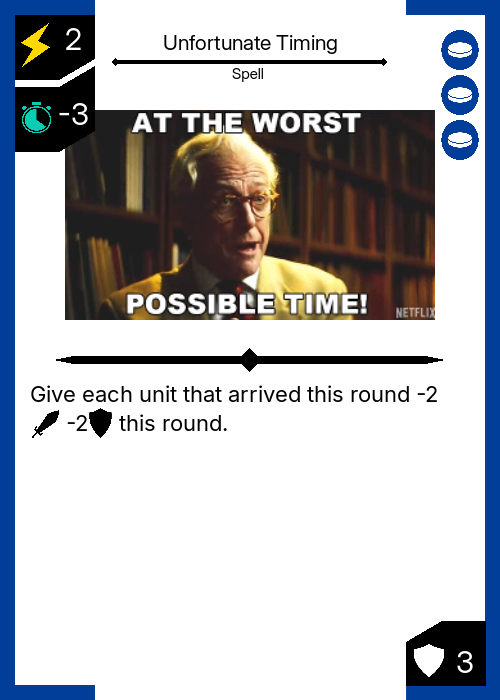 2
Unfortunate Timing
Spell
-3
AT THE WORST
POSSIBLE TIME!
NETFLIX
Give each unit that arrived this round -2
-2 this round.
3